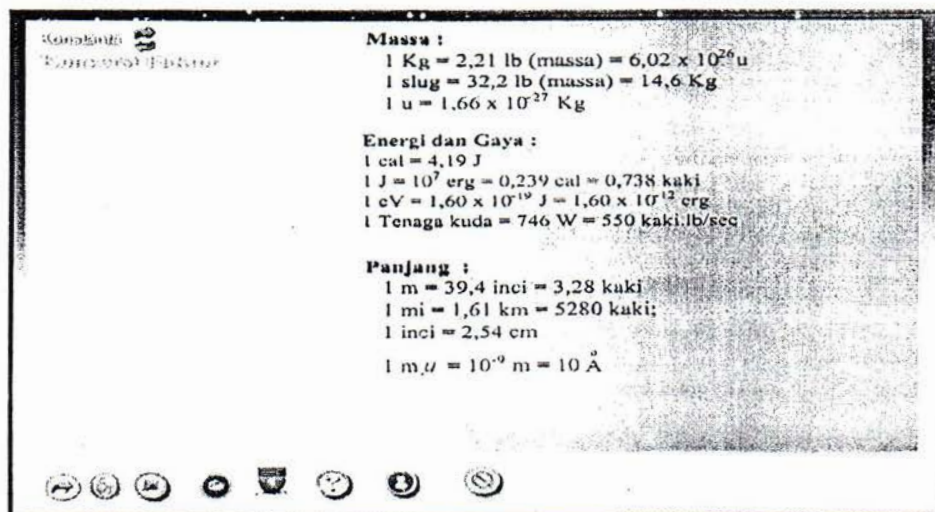 Konstanta
Massa :
1 Kg = 2,21 lb (massa) = 6,02 x 10²⁶u
1 slug = 32,2 lb (massa) = 14,6 Kg
1 u = 1,66 x 10⁻²⁷ Kg
Energi dan Gaya :
1 cal = 4,19 J
1 J = 10⁷ erg = 0,239 cal = 0,738 kaki
1 eV = 1,60 x 10⁻¹⁹ J = 1,60 x 10⁻¹² erg
1 Tenaga kuda = 746 W = 550 kaki.lb/sec
Panjang :
1 m = 39,4 inci = 3,28 kaki
1 mi = 1,61 km = 5280 kaki;
1 inci = 2,54 cm
1 mμ = 10⁻⁹ m = 10 Å